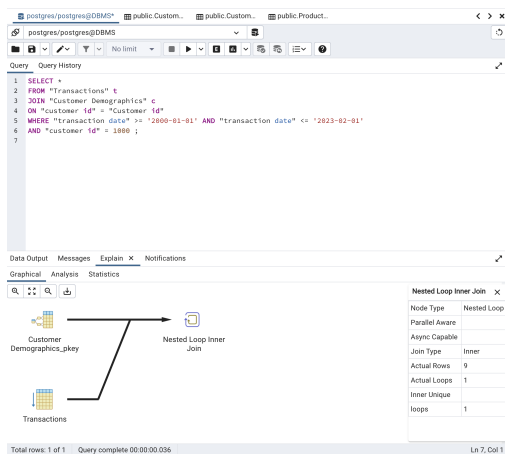 postgres/postgres@DBMS* public.Custom... public.Custom... public.Product...
postgres/postgres@DBMS
No limit
E
Query Query History
1 SELECT *
2 FROM "Transactions" t
3 JOIN "Customer Demographics" c
4 ON "customer id" = "Customer id"
5 WHERE "transaction date" >= '2000-01-01' AND "transaction date" <= '2023-02-01'
6 AND "customer id" = 1000 ;
7
Data Output Messages Explain × Notifications
Graphical Analysis Statistics
Nested Loop Inner Join ×
Node Type Nested Loop
Parallel Aware
Async Capable
Join Type Inner
Actual Rows 9
Actual Loops 1
Inner Unique
loops 1
Customer
Demographics_pkey
Nested Loop Inner
Join
Transactions
Total rows: 1 of 1 Query complete 00:00:00.036 Ln 7, Col 1